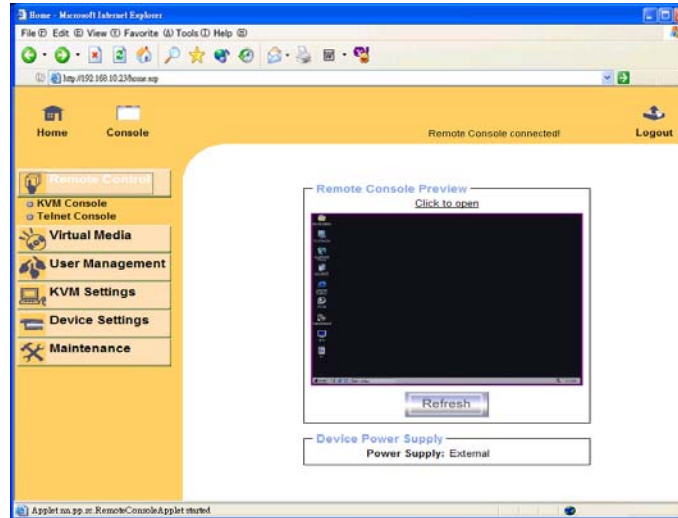 Home - Microsoft Internet Explorer
File(F) Edit (E) View (V) Favorite (A) Tools (T) Help (H)
http://192.168.10.23/home.asp
Home
Console
Remote Console connected!
Logout
Remote Control
KVM Console
Telnet Console
Virtual Media
User Management
KVM Settings
Device Settings
Maintenance
Remote Console Preview
Click to open
Refresh
Device Power Supply
Power Supply: External
Applet nn.pp.rc.RemoteConsoleApplet started